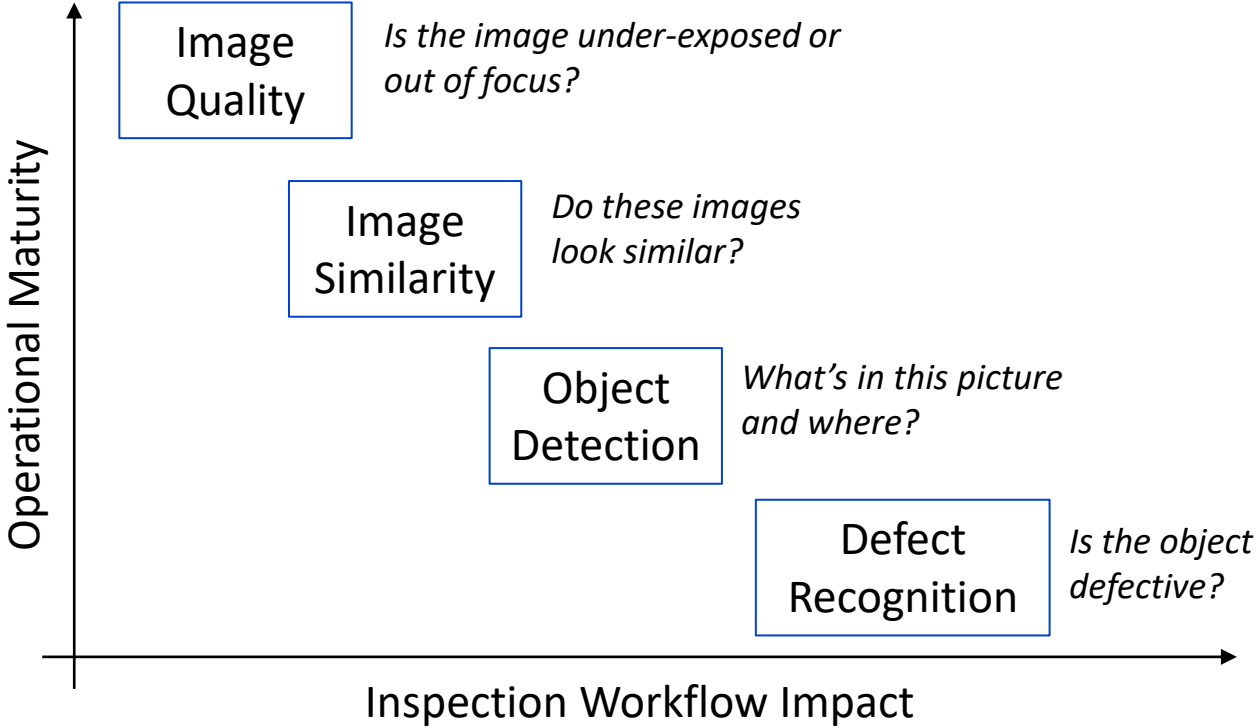 Image
Quality
Is the image under-exposed or
out of focus?
Image
Similarity
Do these images
look similar?
Object
Detection
What’s in this picture
and where?
Defect
Recognition
Is the object
defective?
Operational Maturity
Inspection Workflow Impact